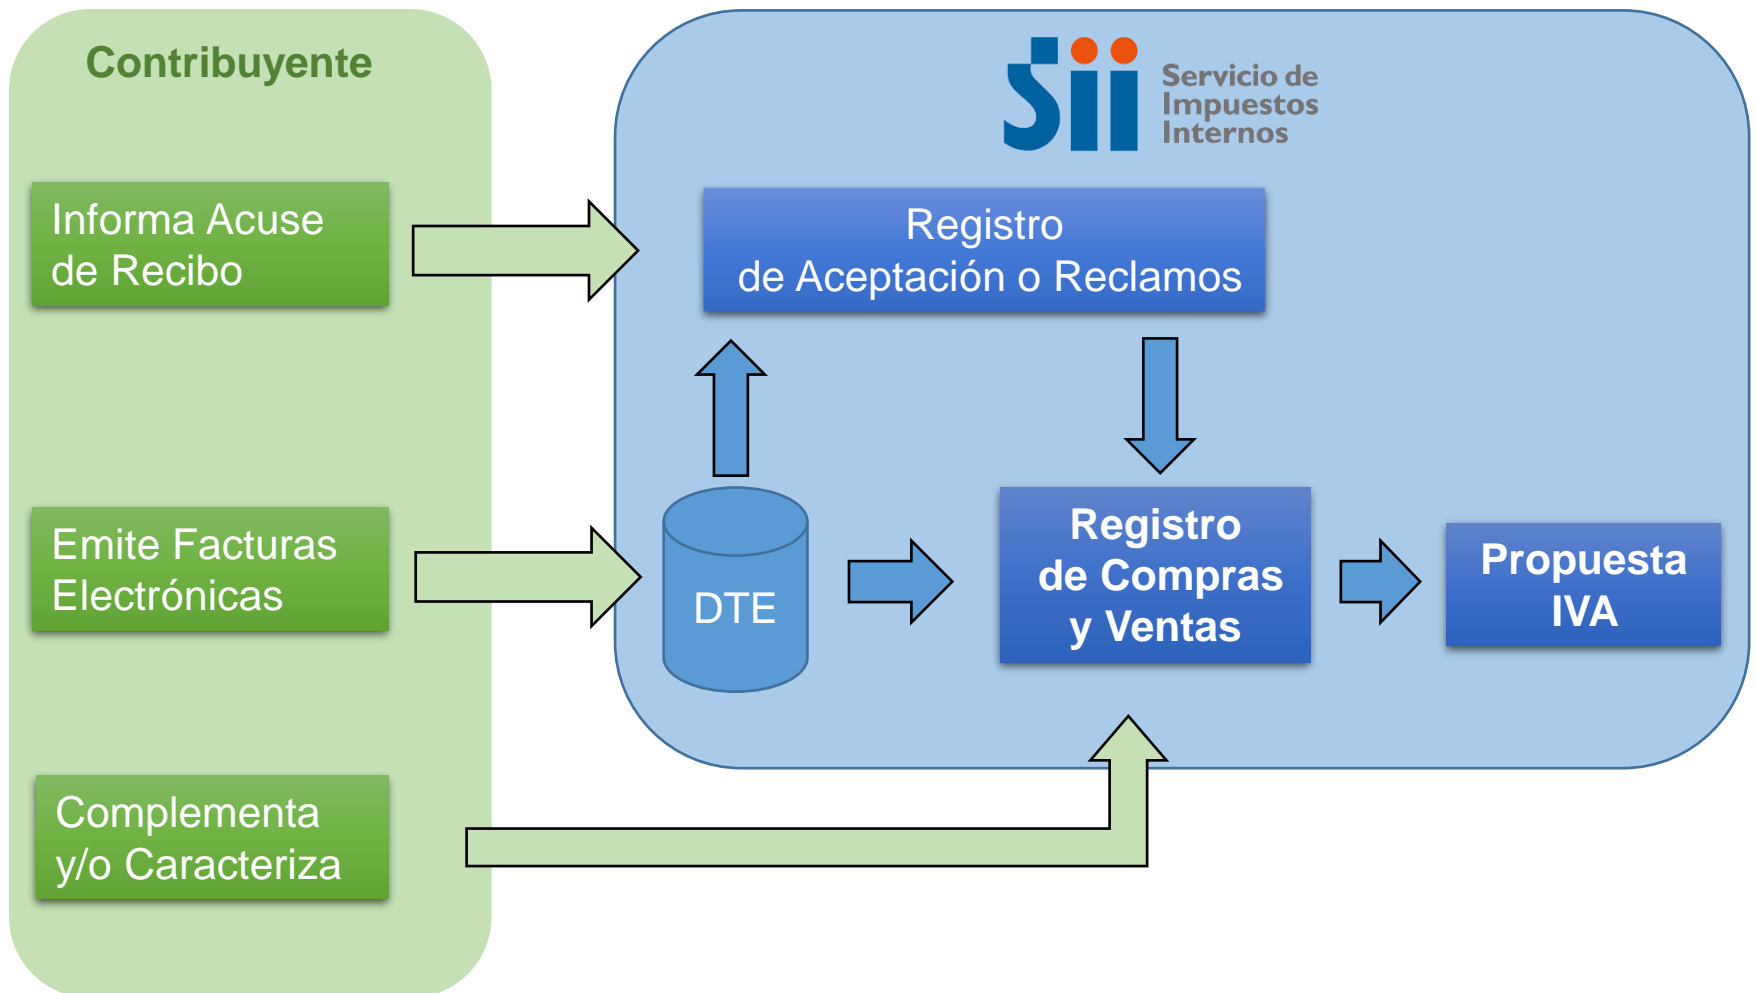 Contribuyente
Sii
Servicio de
Impuestos
Internos
Informa Acuse
de Recibo
Registro
de Aceptación o Reclamos
Emite Facturas
Electrónicas
DTE
Registro
de Compras
y Ventas
Propuesta
IVA
Complementa
y/o Caracteriza